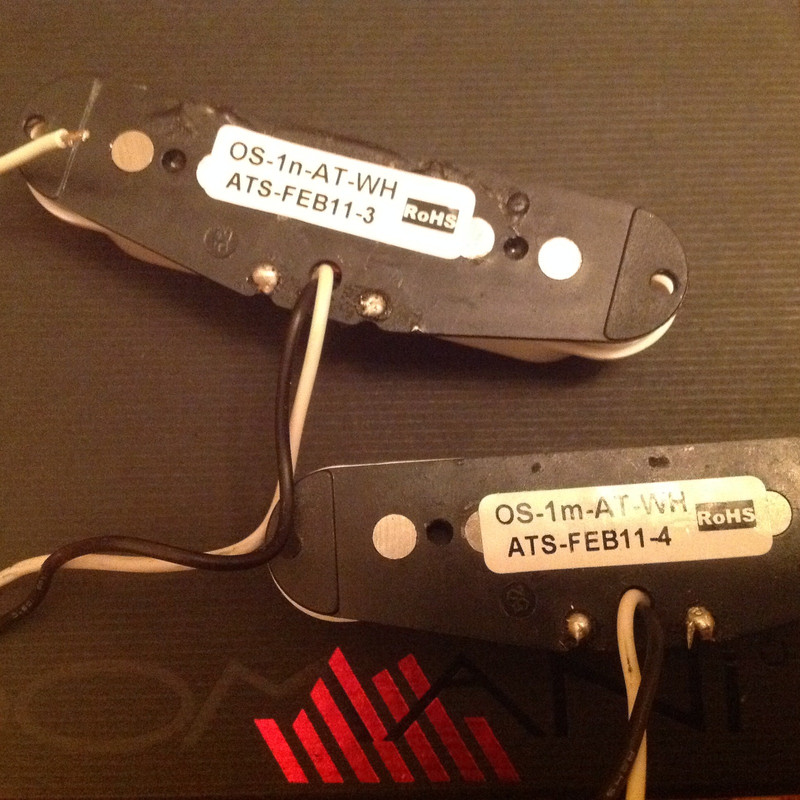 OS-1n-AT-WH
ATS-FEB11-3
RoHS
OS-1m-AT-WH
ATS-FEB11-4
RoHS